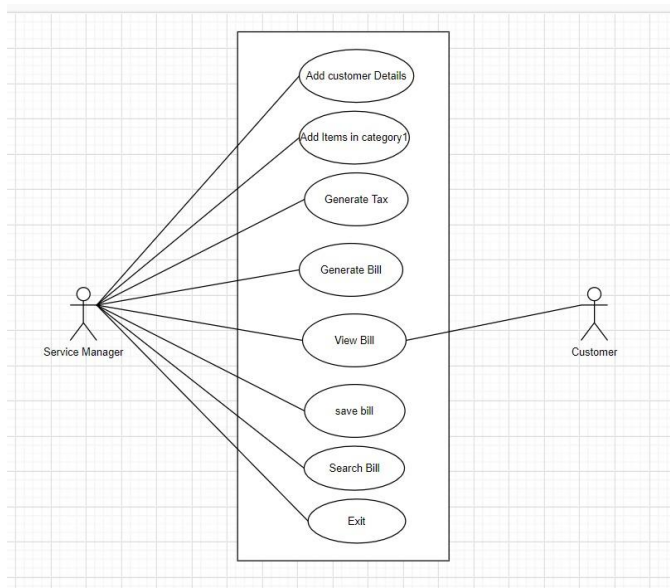 Add customer Details
Add Items in category1
Generate Tax
Generate Bill
View Bill
Service Manager
Customer
save bill
Search Bill
Exit